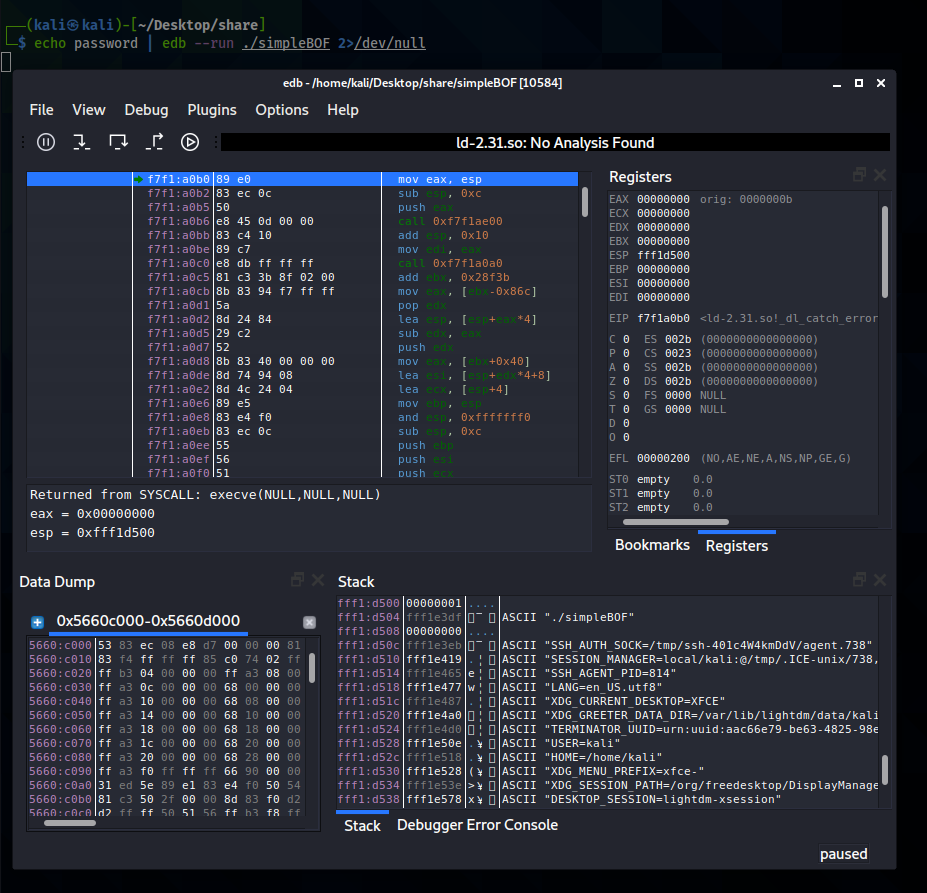 ┌──(kali㉿kali)-[~/Desktop/share]
└─$ echo password | edb --run ./simpleBOF 2>/dev/null
edb - /home/kali/Desktop/share/simpleBOF [10584]
File View Debug Plugins Options Help
ld-2.31.so: No Analysis Found
f7f1:a0b0 89 e0 mov eax, esp
f7f1:a0b2 83 ec 0c sub esp, 0xc
f7f1:a0b5 50 push eax
f7f1:a0b6 e8 45 0d 00 00 call 0xf7f1ae00
f7f1:a0bb 83 c4 10 add esp, 0x10
f7f1:a0be 89 c7 mov edi, eax
f7f1:a0c0 e8 db ff ff ff call 0xf7f1a0a0
f7f1:a0c5 81 c3 3b 8f 02 00 add ebx, 0x28f3b
f7f1:a0cb 8b 83 94 f7 ff ff mov eax, [ebx-0x86c]
f7f1:a0d1 5a pop edx
f7f1:a0d2 8d 24 84 lea esp, [esp+eax*4]
f7f1:a0d5 29 c2 sub edx, eax
f7f1:a0d7 52 push edx
f7f1:a0d8 8b 83 40 00 00 00 mov eax, [ebx+0x40]
f7f1:a0de 8d 74 94 08 lea esi, [esp+edx*4+8]
f7f1:a0e2 8d 4c 24 04 lea ecx, [esp+4]
f7f1:a0e6 89 e5 mov ebp, esp
f7f1:a0e8 83 e4 f0 and esp, 0xfffffff0
f7f1:a0eb 83 ec 0c sub esp, 0xc
f7f1:a0ee 55 push ebp
f7f1:a0ef 56 push esi
f7f1:a0f0 51 push ecx
Returned from SYSCALL: execve(NULL,NULL,NULL)
eax = 0x00000000
esp = 0xfff1d500
Registers
EAX 00000000 orig: 0000000b
ECX 00000000
EDX 00000000
EBX 00000000
ESP fff1d500
EBP 00000000
ESI 00000000
EDI 00000000
EIP f7f1a0b0 <ld-2.31.so!_dl_catch_error
C 0 ES 002b (0000000000000000)
P 0 CS 0023 (0000000000000000)
A 0 SS 002b (0000000000000000)
Z 0 DS 002b (0000000000000000)
S 0 FS 0000 NULL
T 0 GS 0000 NULL
D 0
O 0
EFL 00000200 (NO,AE,NE,A,NS,NP,GE,G)
ST0 empty 0.0
ST1 empty 0.0
ST2 empty 0.0
Bookmarks Registers
Data Dump
0x5660c000-0x5660d000
5660:c000 53 83 ec 08 e8 d7 00 00 00 81
5660:c010 83 f4 ff ff ff 85 c0 74 02 ff
5660:c020 ff b3 04 00 00 00 ff a3 08 00
5660:c030 ff a3 0c 00 00 00 68 00 00 00
5660:c040 ff a3 10 00 00 00 68 08 00 00
5660:c050 ff a3 14 00 00 00 68 10 00 00
5660:c060 ff a3 18 00 00 00 68 18 00 00
5660:c070 ff a3 1c 00 00 00 68 20 00 00
5660:c080 ff a3 20 00 00 00 68 28 00 00
5660:c090 ff a3 f0 ff ff ff 66 90 00 00
5660:c0a0 31 ed 5e 89 e1 83 e4 f0 50 54
5660:c0b0 81 c3 50 2f 00 00 8d 83 f0 d2
5660:c0c0 d2 ff ff 50 51 56 ff b3 f8 ff
Stack
fff1:d500 00000001 ....
fff1:d504 fff1e3df ASCII "./simpleBOF"
fff1:d508 00000000 ....
fff1:d50c fff1e3eb ASCII "SSH_AUTH_SOCK=/tmp/ssh-401c4W4kmDdV/agent.738"
fff1:d510 fff1e419 ASCII "SESSION_MANAGER=local/kali:@/tmp/.ICE-unix/738,
fff1:d514 fff1e465 ASCII "SSH_AGENT_PID=814"
fff1:d518 fff1e477 ASCII "LANG=en_US.utf8"
fff1:d51c fff1e487 ASCII "XDG_CURRENT_DESKTOP=XFCE"
fff1:d520 fff1e4a0 ASCII "XDG_GREETER_DATA_DIR=/var/lib/lightdm/data/kali
fff1:d524 fff1e4d0 ASCII "TERMINATOR_UUID=urn:uuid:aac66e79-be63-4825-98e
fff1:d528 fff1e50e ASCII "USER=kali"
fff1:d52c fff1e518 ASCII "HOME=/home/kali"
fff1:d530 fff1e528 ASCII "XDG_MENU_PREFIX=xfce-"
fff1:d534 fff1e53e ASCII "XDG_SESSION_PATH=/org/freedesktop/DisplayManage
fff1:d538 fff1e578 ASCII "DESKTOP_SESSION=lightdm-xsession"
Stack Debugger Error Console
paused